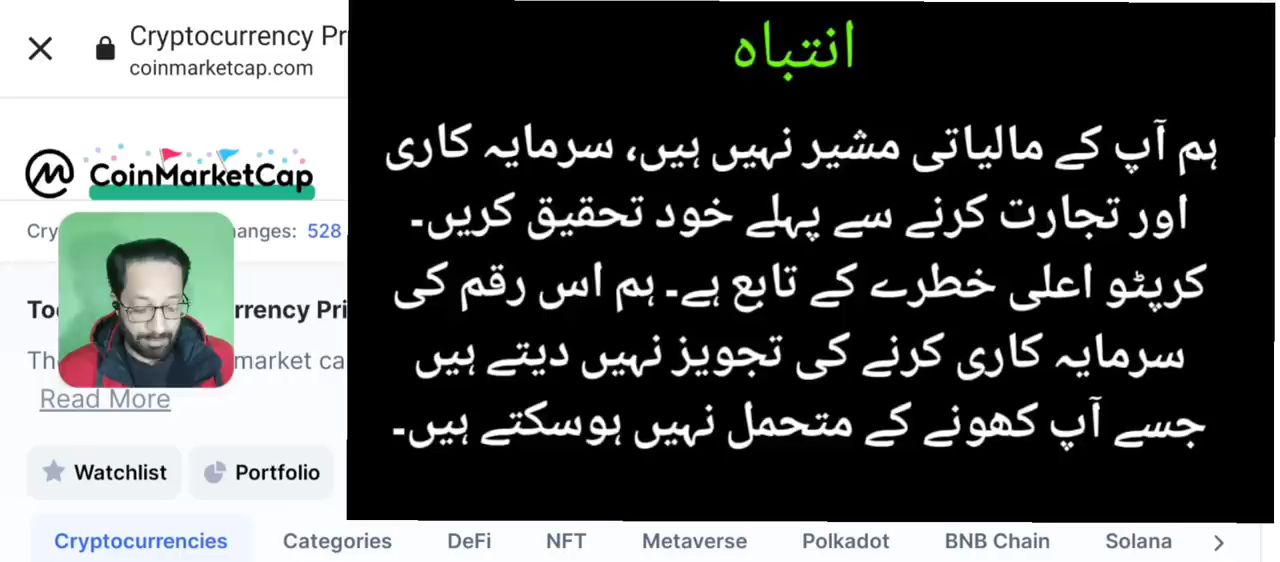 Cryptocurrency Pr
coinmarketcap.com
CoinMarketCap
Cry anges: 528
To rrency Pri
Th market ca
Read More
Watchlist Portfolio
انتباہ
ہم آپ کے مالیاتی مشیر نہیں ہیں، سرمایہ کاری
اور تجارت کرنے سے پہلے خود تحقیق کریں۔
کرپٹو اعلی خطرے کے تابع ہے۔ ہم اس رقم کی
سرمایہ کاری کرنے کی تجویز نہیں دیتے ہیں
جسے آپ کھونے کے متحمل نہیں ہوسکتے ہیں۔
Cryptocurrencies Categories DeFi NFT Metaverse Polkadot BNB Chain Solana